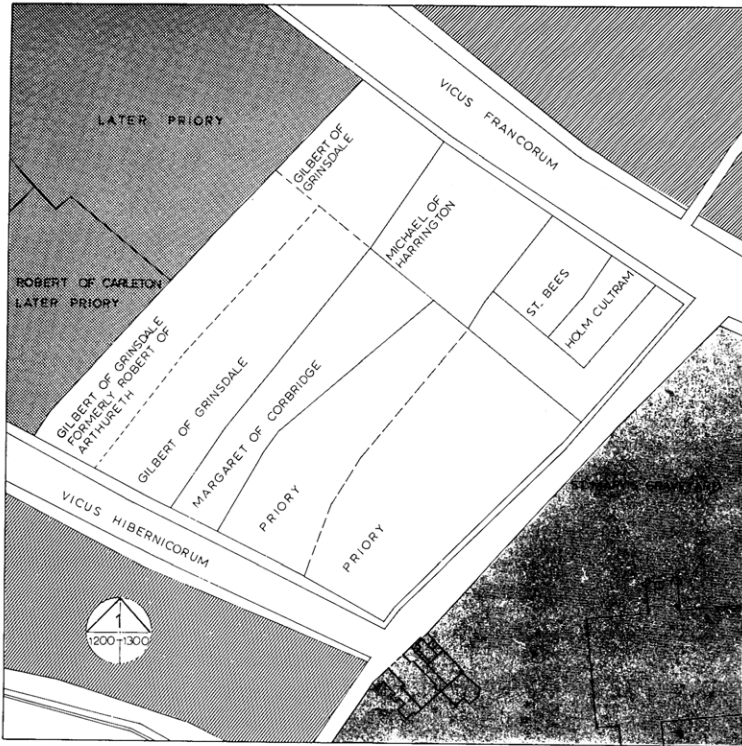 LATER PRIORY
VICUS FRANCORUM
GILBERT OF
GRINSDALE
MICHAEL OF
HARRINGTON
ST. BEES
HOLM CULTRAM
ROBERT OF CARLETON
LATER PRIORY
GILBERT OF GRINSDALE
FORMERLY ROBERT OF
ARTHURETH
GILBERT OF GRINSDALE
MARGARET OF CORBRIDGE
PRIORY
PRIORY
VICUS HIBERNICORUM
1
1200-1300